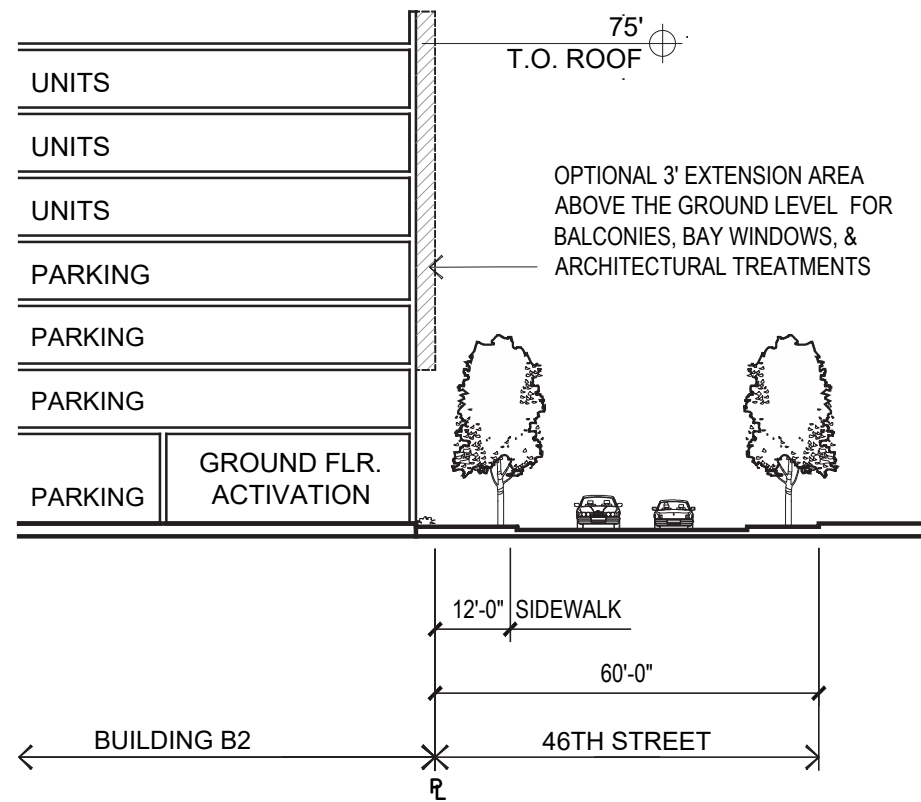 75'
T.O. ROOF
UNITS
UNITS
UNITS
OPTIONAL 3' EXTENSION AREA
ABOVE THE GROUND LEVEL FOR
BALCONIES, BAY WINDOWS, &
ARCHITECTURAL TREATMENTS
PARKING
PARKING
PARKING
PARKING
GROUND FLR.
ACTIVATION
12'-0" SIDEWALK
60'-0"
BUILDING B2
46TH STREET
PL